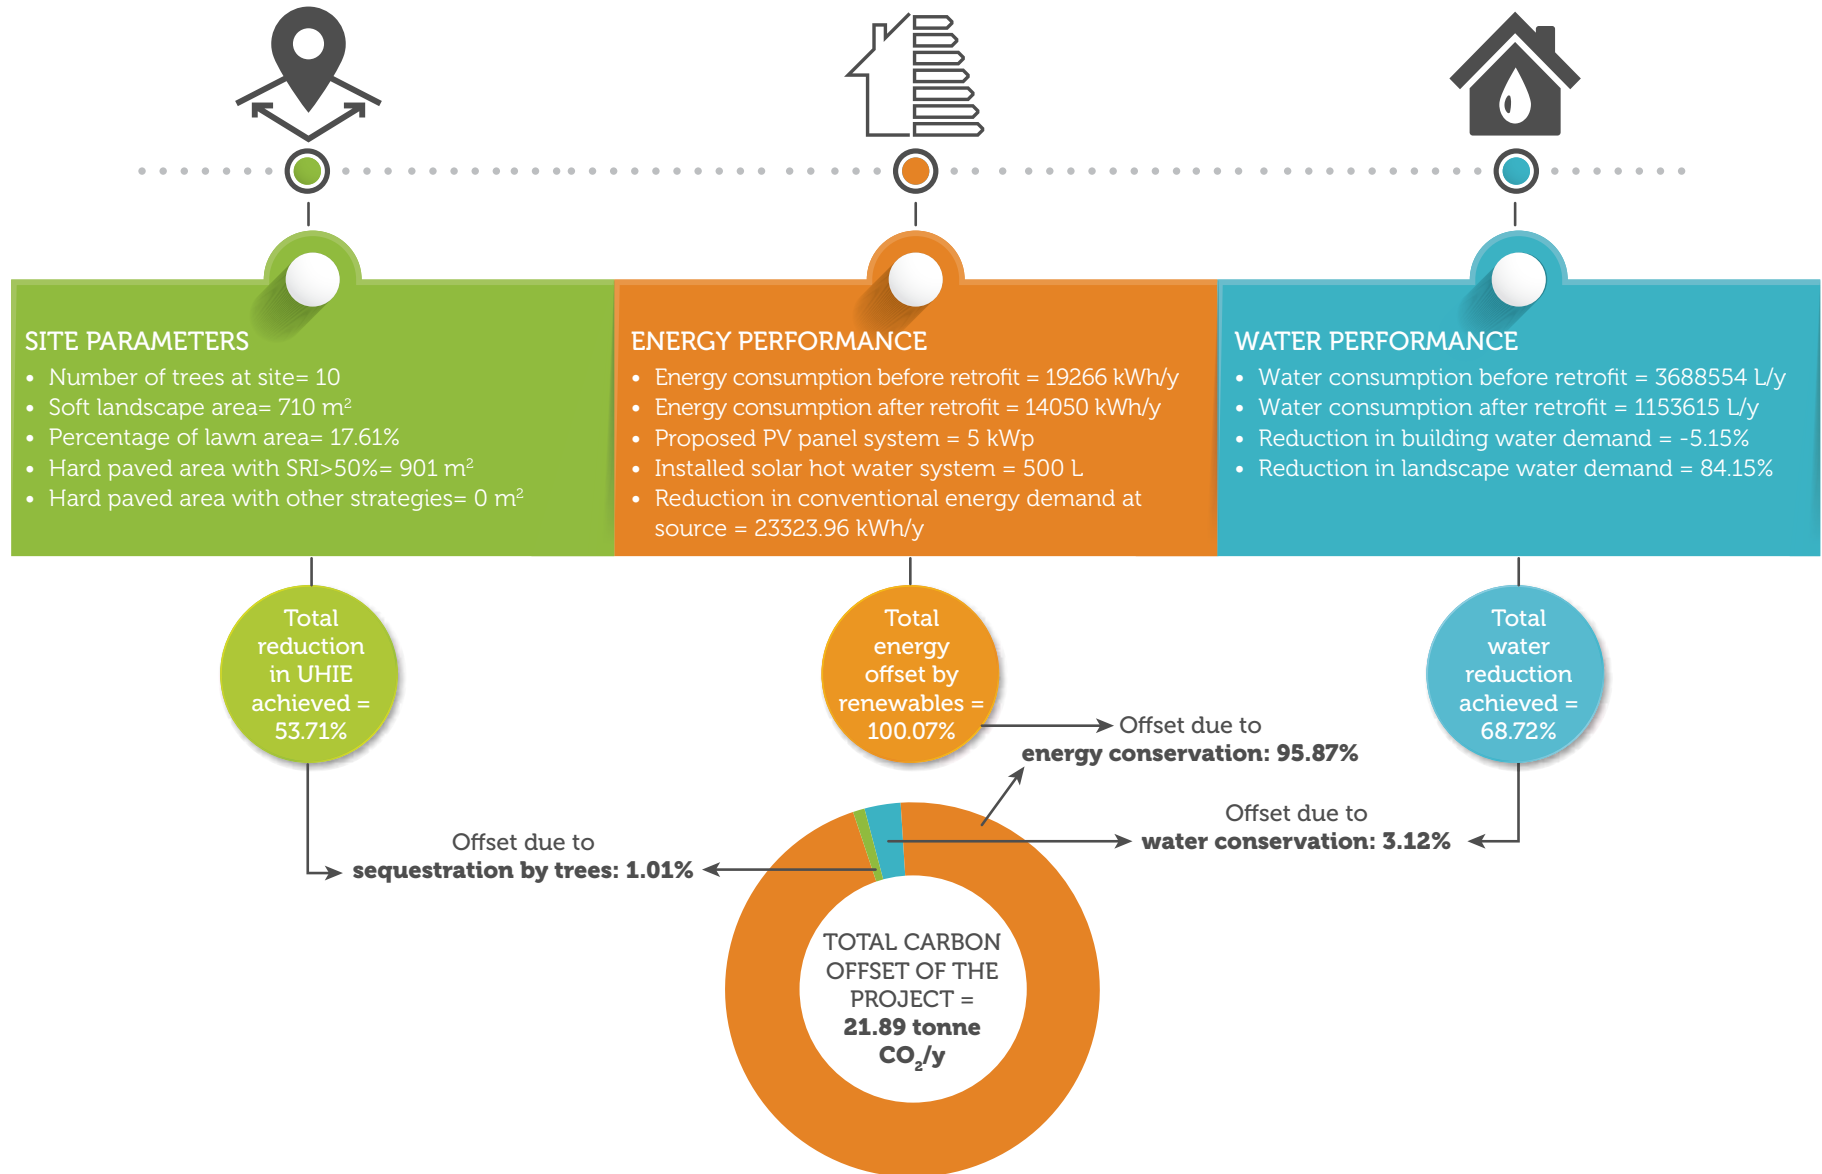 SITE PARAMETERS
• Number of trees at site= 10
• Soft landscape area= 710 m²
• Percentage of lawn area= 17.61%
• Hard paved area with SRI>50%= 901 m²
• Hard paved area with other strategies= 0 m²
ENERGY PERFORMANCE
• Energy consumption before retrofit = 19266 kWh/y
• Energy consumption after retrofit = 14050 kWh/y
• Proposed PV panel system = 5 kWp
• Installed solar hot water system = 500 L
• Reduction in conventional energy demand at
source = 23323.96 kWh/y
WATER PERFORMANCE
• Water consumption before retrofit = 3688554 L/y
• Water consumption after retrofit = 1153615 L/y
• Reduction in building water demand = -5.15%
• Reduction in landscape water demand = 84.15%
Total
reduction
in UHIE
achieved =
53.71%
Total
energy
offset by
renewables =
100.07%
Total
water
reduction
achieved =
68.72%
Offset due to
energy conservation: 95.87%
Offset due to
water conservation: 3.12%
Offset due to
sequestration by trees: 1.01%
TOTAL CARBON
OFFSET OF THE
PROJECT =
21.89 tonne
CO₂/y